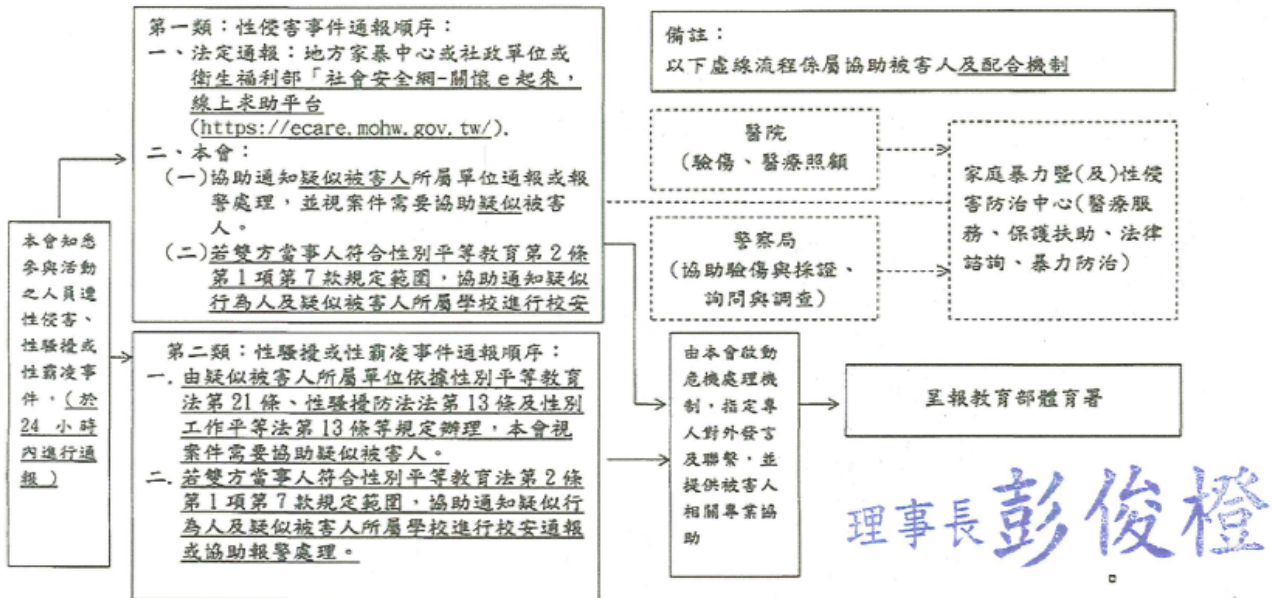 本會知悉
參與活動
之人員遭
性侵害、
性騷擾或
性霸凌事
件，(於
24 小時
內進行通
報)
第一類：性侵害事件通報順序：
一、法定通報：地方家暴中心或社政單位或
衛生福利部「社會安全網-關懷 e 起來，
線上求助平台
(https://ecare.mohw.gov.tw/).
二、本會：
(一)協助通知疑似被害人所屬單位通報或報
警處理，並視案件需要協助疑似被害
人。
(二)若雙方當事人符合性別平等教育第 2 條
第 1 項第 7 款規定範圍，協助通知疑似
行為人及疑似被害人所屬學校進行校安
第二類：性騷擾或性霸凌事件通報順序：
一. 由疑似被害人所屬單位依據性別平等教育
法第 21 條、性騷擾防法法第 13 條及性別
工作平等法第 13 條等規定辦理，本會視
案件需要協助疑似被害人。
二. 若雙方當事人符合性別平等教育法第 2 條
第 1 項第 7 款規定範圍，協助通知疑似行
為人及疑似被害人所屬學校進行校安通報
或協助報警處理。
備註：
以下虛線流程係屬協助被害人及配合機制
醫院
(驗傷、醫療照顧
警察局
(協助驗傷與採證、
詢問與調查)
家庭暴力暨(及)性侵
害防治中心(醫療服
務、保護扶助、法律
諮詢、暴力防治)
由本會啟動
危機處理機
制，指定專
人對外發言
及聯繫，並
提供被害人
相關專業協
助
呈報教育部體育署
理事長彭俊橙